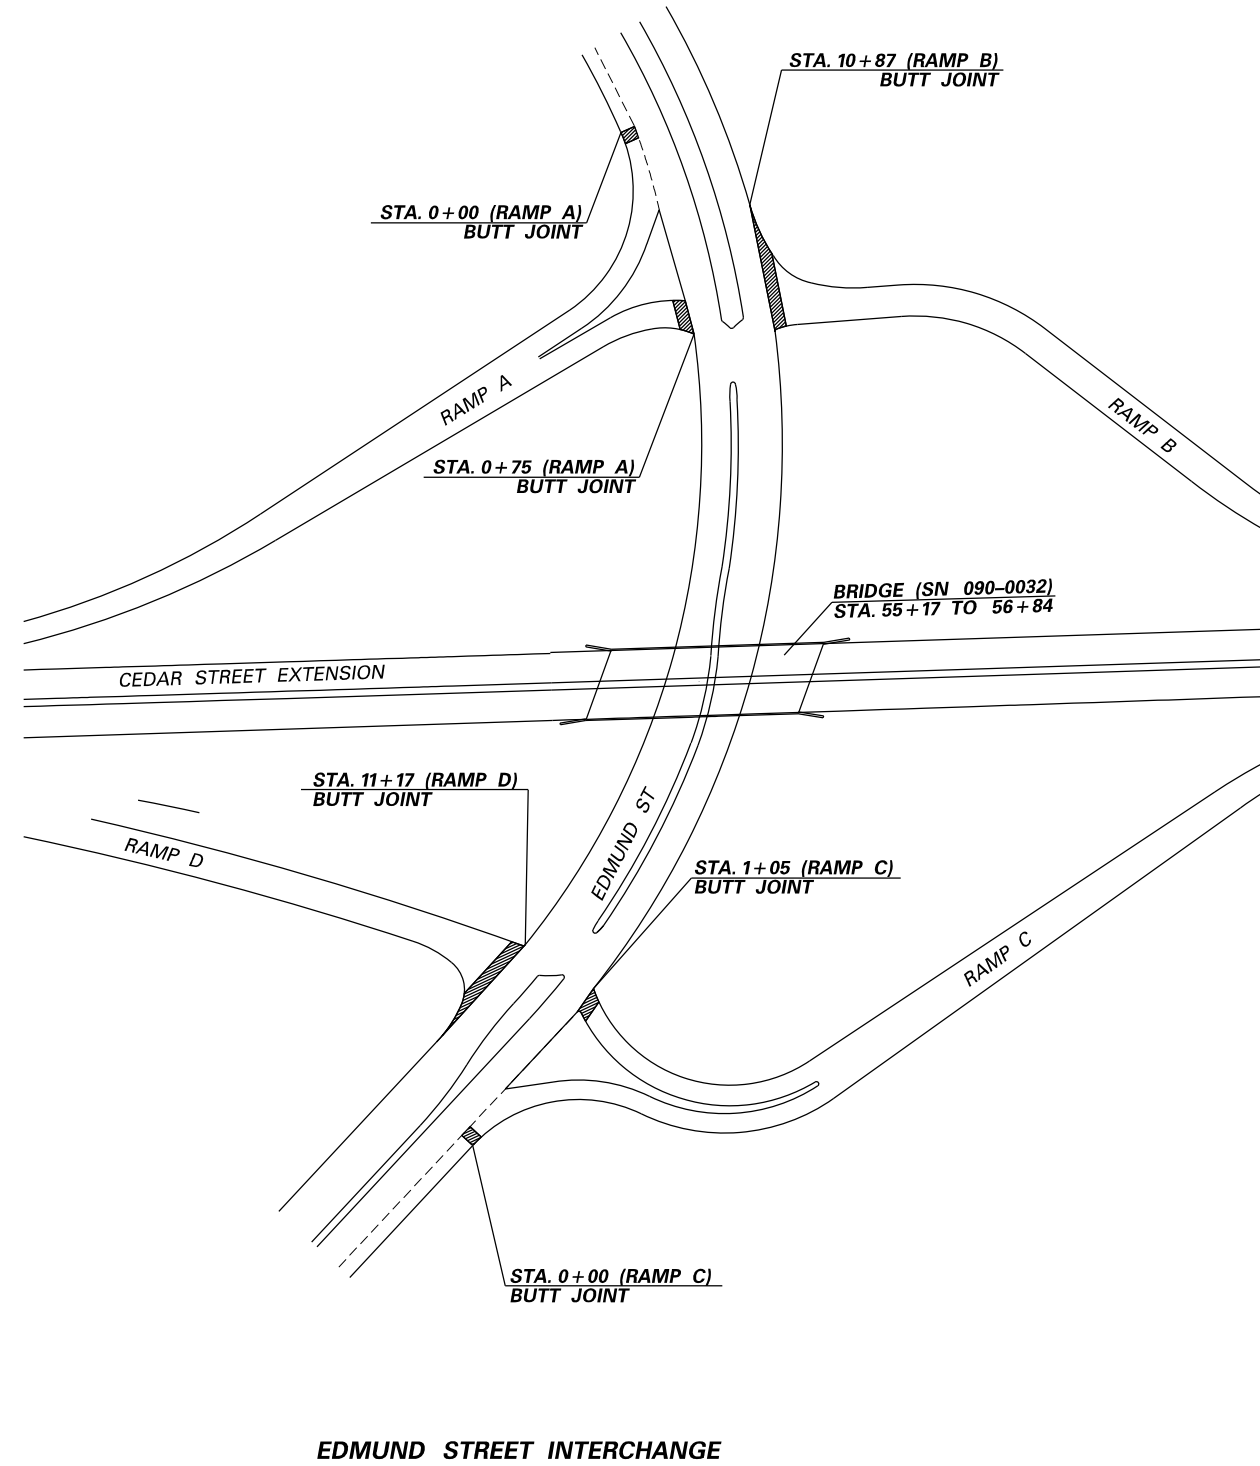 STA. 10+87 (RAMP B)
BUTT JOINT
STA. 0+00 (RAMP A)
BUTT JOINT
RAMP A
RAMP B
STA. 0+75 (RAMP A)
BUTT JOINT
BRIDGE (SN 090–0032)
STA. 55+17 TO 56+84
CEDAR STREET EXTENSION
STA. 11+17 (RAMP D)
BUTT JOINT
EDMUND ST
RAMP D
STA. 1+05 (RAMP C)
BUTT JOINT
RAMP C
STA. 0+00 (RAMP C)
BUTT JOINT
EDMUND STREET INTERCHANGE